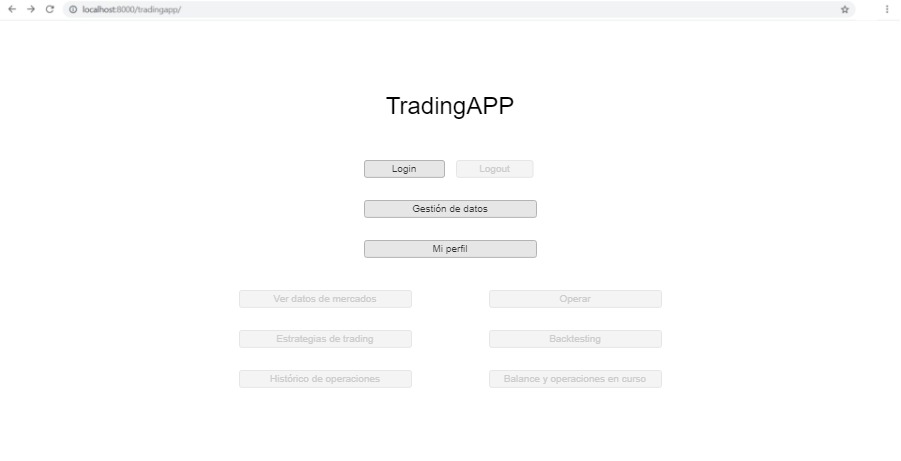 localhost:8000/tradingapp/
TradingAPP
Login Logout
Gestión de datos
Mi perfil
Ver datos de mercados Operar
Estrategias de trading Backtesting
Histórico de operaciones Balance y operaciones en curso